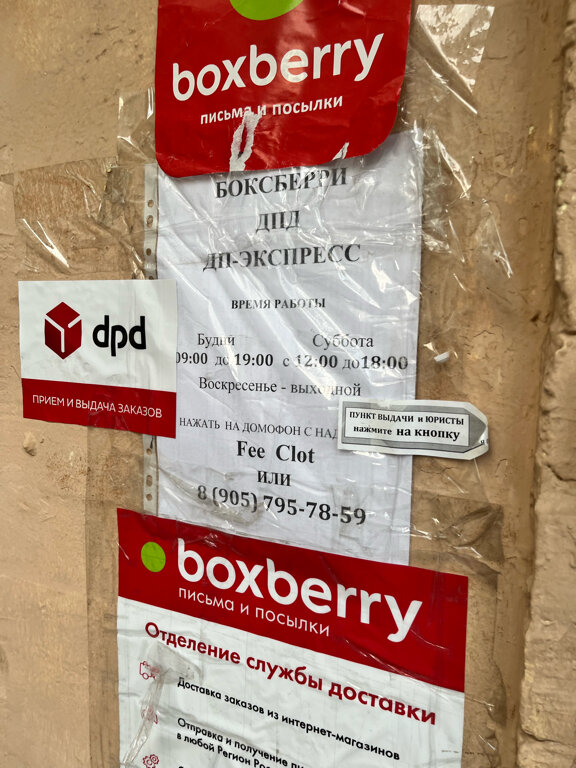 boxberry
письма и посылки
БОКСБЕРРИ
ДПД
ДП-ЭКСПРЕСС
ВРЕМЯ РАБОТЫ
Будни Суббота
09:00 до 19:00 с 12:00 до 18:00
Воскресенье - выходной
dpd
ПРИЕМ И ВЫДАЧА ЗАКАЗОВ
НАЖАТЬ НА ДОМОФОН С
ПУНКТ ВЫДАЧИ и ЮРИСТЫ
нажмите на кнопку
Fee Clot
ИЛИ
8 (905) 795-78-59
boxberry
письма и посылки
Отделение службы доставки
Доставка заказов из интернет-магазинов
Отправка и получение
в любой Регион